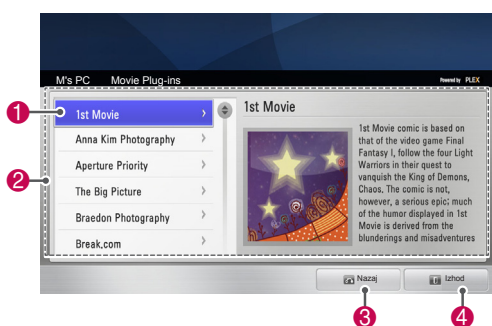 M's PC Movie Plug-ins
Powered by PLEX
1st Movie
Anna Kim Photography
Aperture Priority
The Big Picture
Braedon Photography
Break.com
1st Movie
1st Movie comic is based on
that of the video game Final
Fantasy I, follow the four Light
Warriors in their quest to
vanquish the King of Demons,
Chaos, The comic is not,
however, a serious epic; much
of the humor displayed in 1st
Movie is derived from the
blunderings and misadventures
Nazaj
Izhod
1
2
3
4